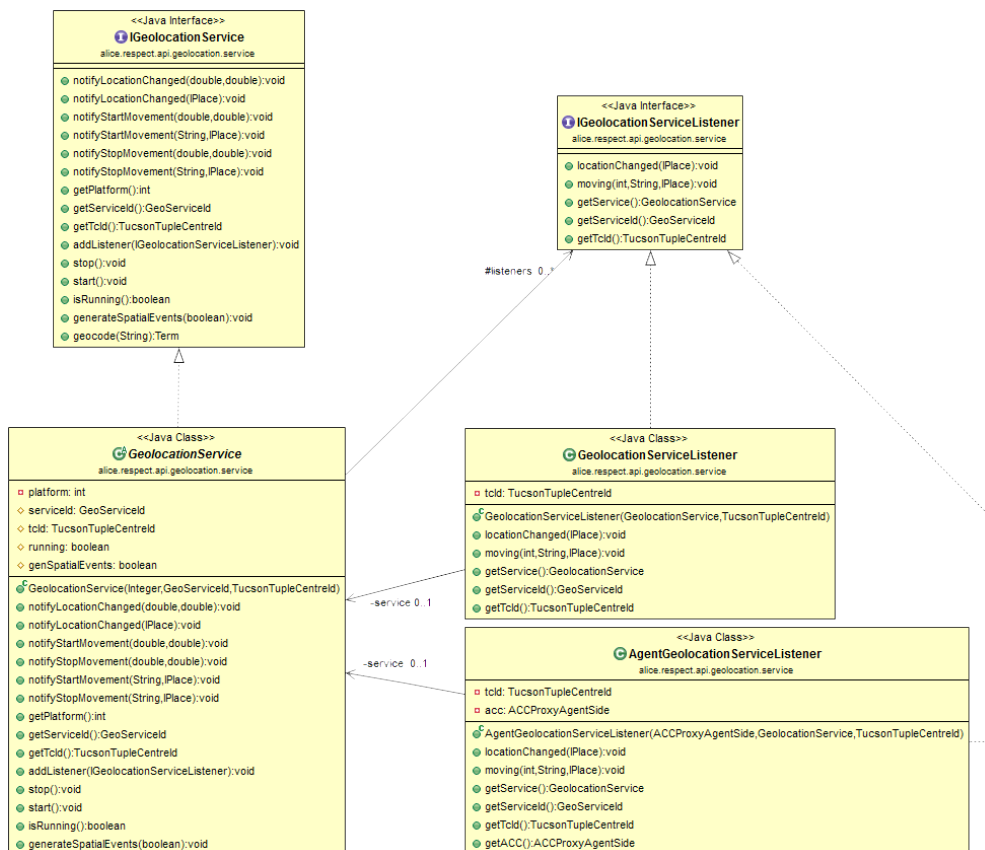 <<Java Interface>>
IGeolocationService
alice.respect.api.geolocation.service
notifyLocationChanged(double,double):void
notifyLocationChanged(IPlace):void
notifyStartMovement(double,double):void
notifyStartMovement(String,IPlace):void
notifyStopMovement(double,double):void
notifyStopMovement(String,IPlace):void
getPlatform():int
getServiceId():GeoServiceId
getTcId():TucsonTupleCentreId
addListener(IGeolocationServiceListener):void
stop():void
start():void
isRunning():boolean
generateSpatialEvents(boolean):void
geocode(String):Term
<<Java Interface>>
IGeolocationServiceListener
alice.respect.api.geolocation.service
locationChanged(IPlace):void
moving(int,String,IPlace):void
getService():GeolocationService
getServiceId():GeoServiceId
getTcId():TucsonTupleCentreId
#listeners 0..*
<<Java Class>>
GeolocationService
alice.respect.api.geolocation.service
platform: int
serviceId: GeoServiceId
tcId: TucsonTupleCentreId
running: boolean
genSpatialEvents: boolean
GeolocationService(Integer,GeoServiceId,TucsonTupleCentreId)
notifyLocationChanged(double,double):void
notifyLocationChanged(IPlace):void
notifyStartMovement(double,double):void
notifyStopMovement(double,double):void
notifyStartMovement(String,IPlace):void
notifyStopMovement(String,IPlace):void
getPlatform():int
getServiceId():GeoServiceId
getTcId():TucsonTupleCentreId
addListener(IGeolocationServiceListener):void
stop():void
start():void
isRunning():boolean
generateSpatialEvents(boolean):void
<<Java Class>>
GeolocationServiceListener
alice.respect.api.geolocation.service
tcId: TucsonTupleCentreId
GeolocationServiceListener(GeolocationService,TucsonTupleCentreId)
locationChanged(IPlace):void
moving(int,String,IPlace):void
getService():GeolocationService
getServiceId():GeoServiceId
getTcId():TucsonTupleCentreId
-service 0..1
<<Java Class>>
AgentGeolocationServiceListener
alice.respect.api.geolocation.service
tcId: TucsonTupleCentreId
acc: ACCProxyAgentSide
AgentGeolocationServiceListener(ACCProxyAgentSide,GeolocationService,TucsonTupleCentreId)
locationChanged(IPlace):void
moving(int,String,IPlace):void
getService():GeolocationService
getServiceId():GeoServiceId
getTcId():TucsonTupleCentreId
getACC():ACCProxyAgentSide
-service 0..1